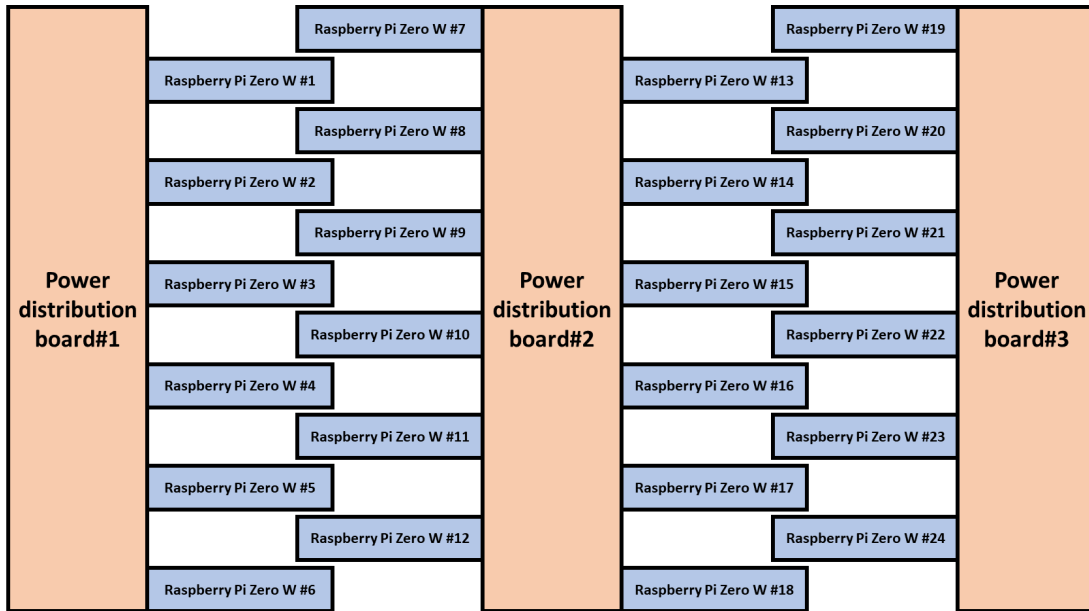 Raspberry Pi Zero W #7
Raspberry Pi Zero W #19
Raspberry Pi Zero W #1
Raspberry Pi Zero W #13
Raspberry Pi Zero W #8
Raspberry Pi Zero W #20
Raspberry Pi Zero W #2
Raspberry Pi Zero W #14
Raspberry Pi Zero W #9
Raspberry Pi Zero W #21
Power
distribution
board#1
Raspberry Pi Zero W #3
Power
distribution
board#2
Raspberry Pi Zero W #15
Power
distribution
board#3
Raspberry Pi Zero W #10
Raspberry Pi Zero W #22
Raspberry Pi Zero W #4
Raspberry Pi Zero W #16
Raspberry Pi Zero W #11
Raspberry Pi Zero W #23
Raspberry Pi Zero W #5
Raspberry Pi Zero W #17
Raspberry Pi Zero W #12
Raspberry Pi Zero W #24
Raspberry Pi Zero W #6
Raspberry Pi Zero W #18